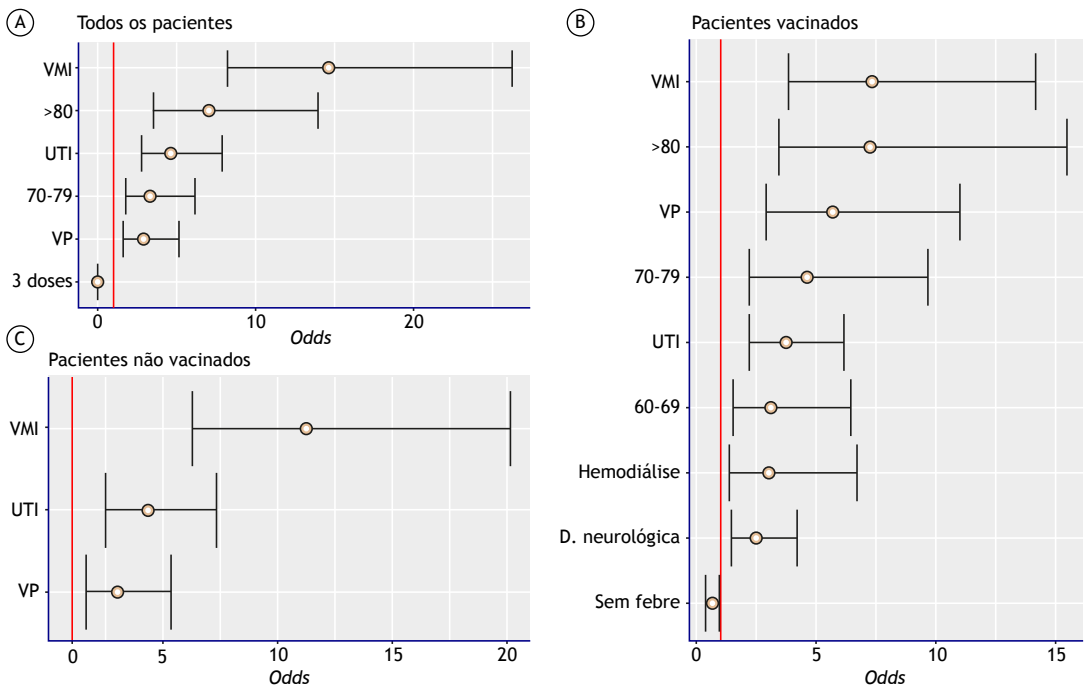 A
Todos os pacientes
VMI
>80
UTI
70-79
VP
3 doses
0 10 20
Odds
C
Pacientes não vacinados
VMI
UTI
VP
0 5 10 15 20
Odds
B
Pacientes vacinados
VMI
>80
VP
70-79
UTI
60-69
Hemodiálise
D. neurológica
Sem febre
0 5 10 15
Odds